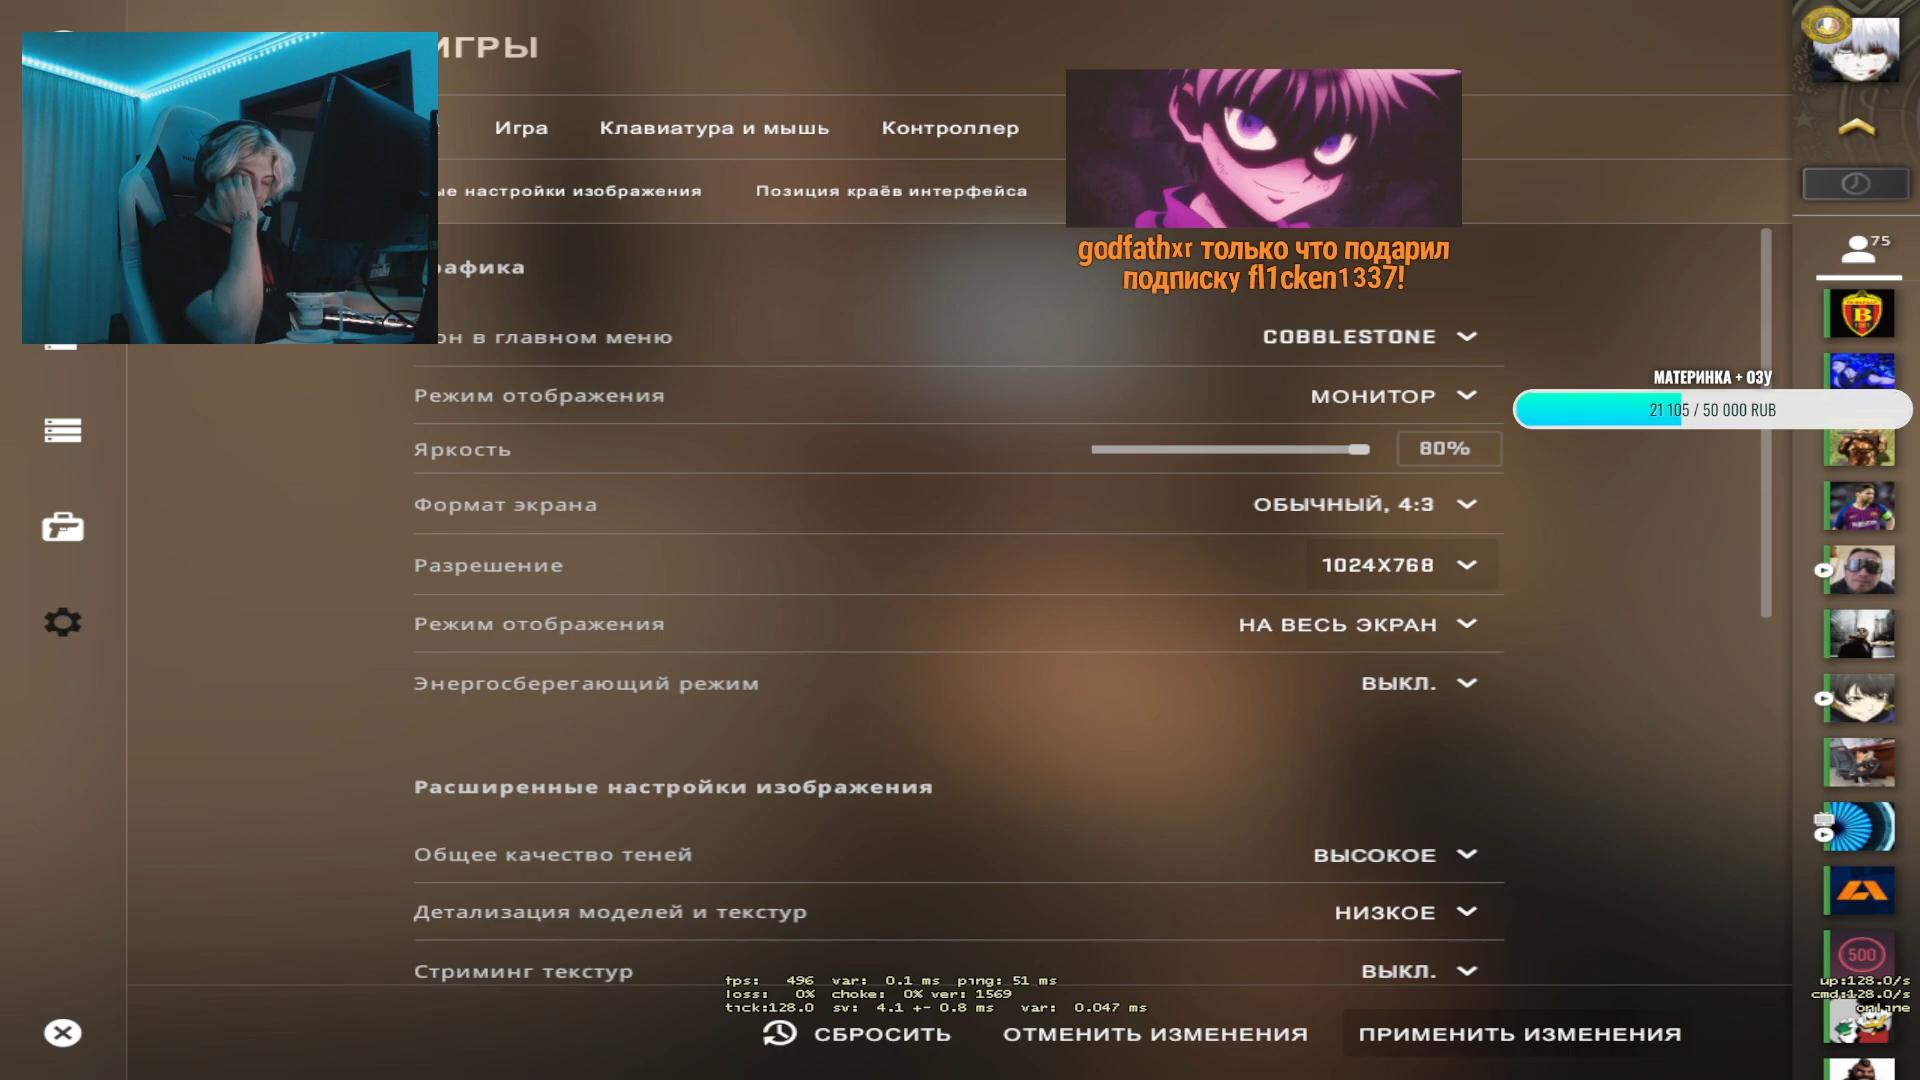 ИГРЫ
Игра
Клавиатура и мышь
Контроллер
настройки изображения
Позиция краёв интерфейса
godfathxr только что подарил
подписку fl1cken1337!
75
в главном меню
COBBLESTONE
МАТЕРИНКА + ОЗУ
21 105 / 50 000 RUB
Режим отображения
МОНИТОР
Яркость
80%
Формат экрана
ОБЫЧНЫЙ, 4:3
Разрешение
1024X768
Режим отображения
НА ВЕСЬ ЭКРАН
Энергосберегающий режим
ВЫКЛ.
Расширенные настройки изображения
Общее качество теней
ВЫСОКОЕ
Детализация моделей и текстур
НИЗКОЕ
Стриминг текстур
ВЫКЛ.
500
fps: 496 var: 0.1 ms ping: 51 ms
loss: 0% choke: 0% ver: 1569
tick:128.0 sv: 4.1 +- 0.8 ms var: 0.047 ms
up:128.0/s
cmd:128.0/s
online
СБРОСИТЬ
ОТМЕНИТЬ ИЗМЕНЕНИЯ
ПРИМЕНИТЬ ИЗМЕНЕНИЯ